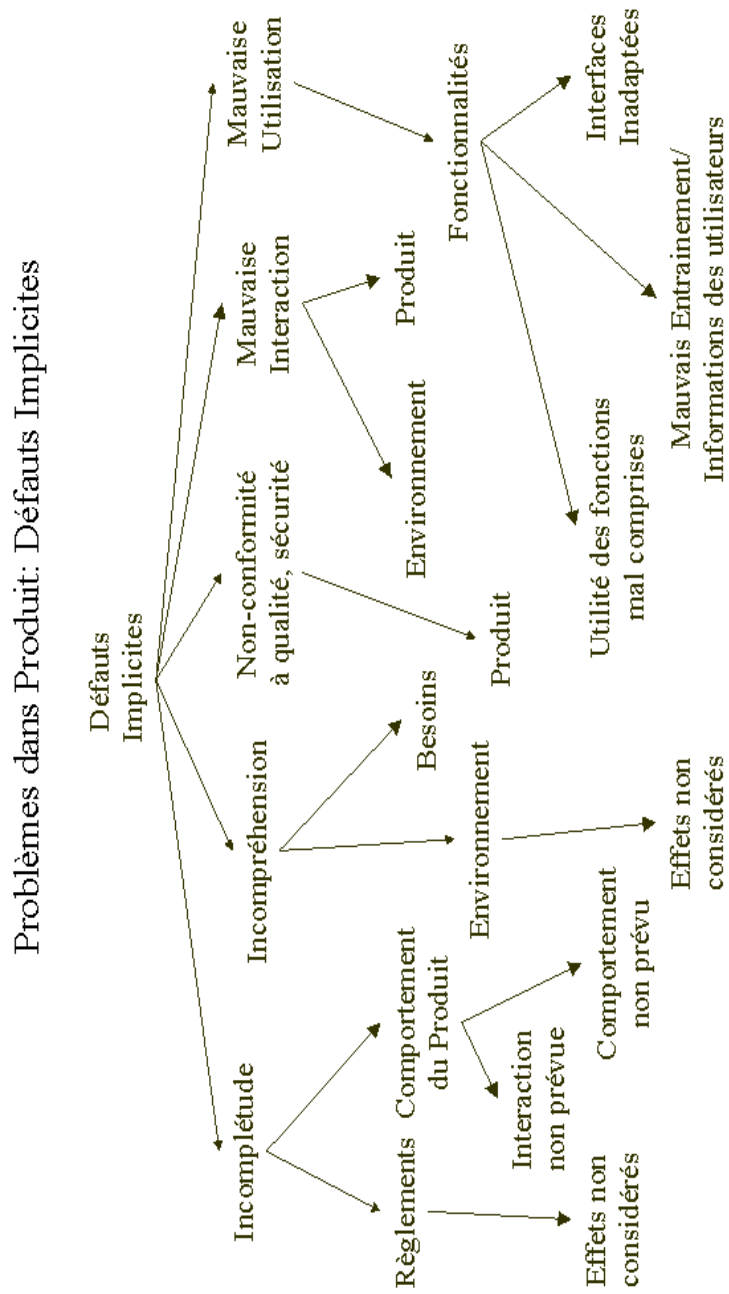 Problèmes dans Produit: Défauts Implicites
Défauts
Implicites
Incomplétude
Incompréhension
Non-conformité
à qualité, sécurité
Mauvaise
Interaction
Mauvaise
Utilisation
Règlements
Comportement
du Produit
Besoins
Environnement
Produit
Environnement
Produit
Fonctionnalités
Effets non
considérés
Interaction
non prévue
Comportement
non prévu
Effets non
considérés
Utilité des fonctions
mal comprises
Mauvais Entrainement/
Informations des utilisateurs
Interfaces
Inadaptées